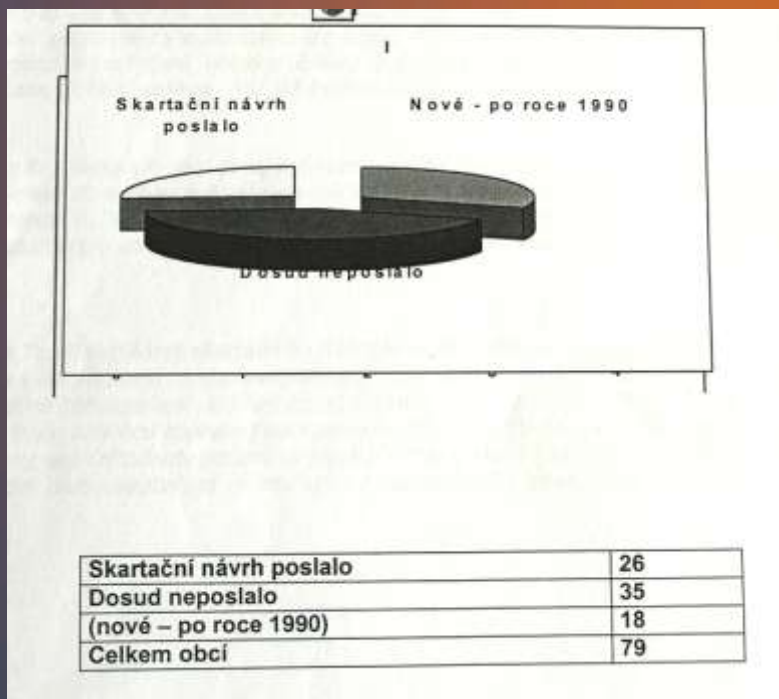 Skartační návrh
poslalo
Nové - po roce 1990
Dosud neposlalo
Skartační návrh poslalo 26
Dosud neposlalo 35
(nové – po roce 1990) 18
Celkem obcí 79